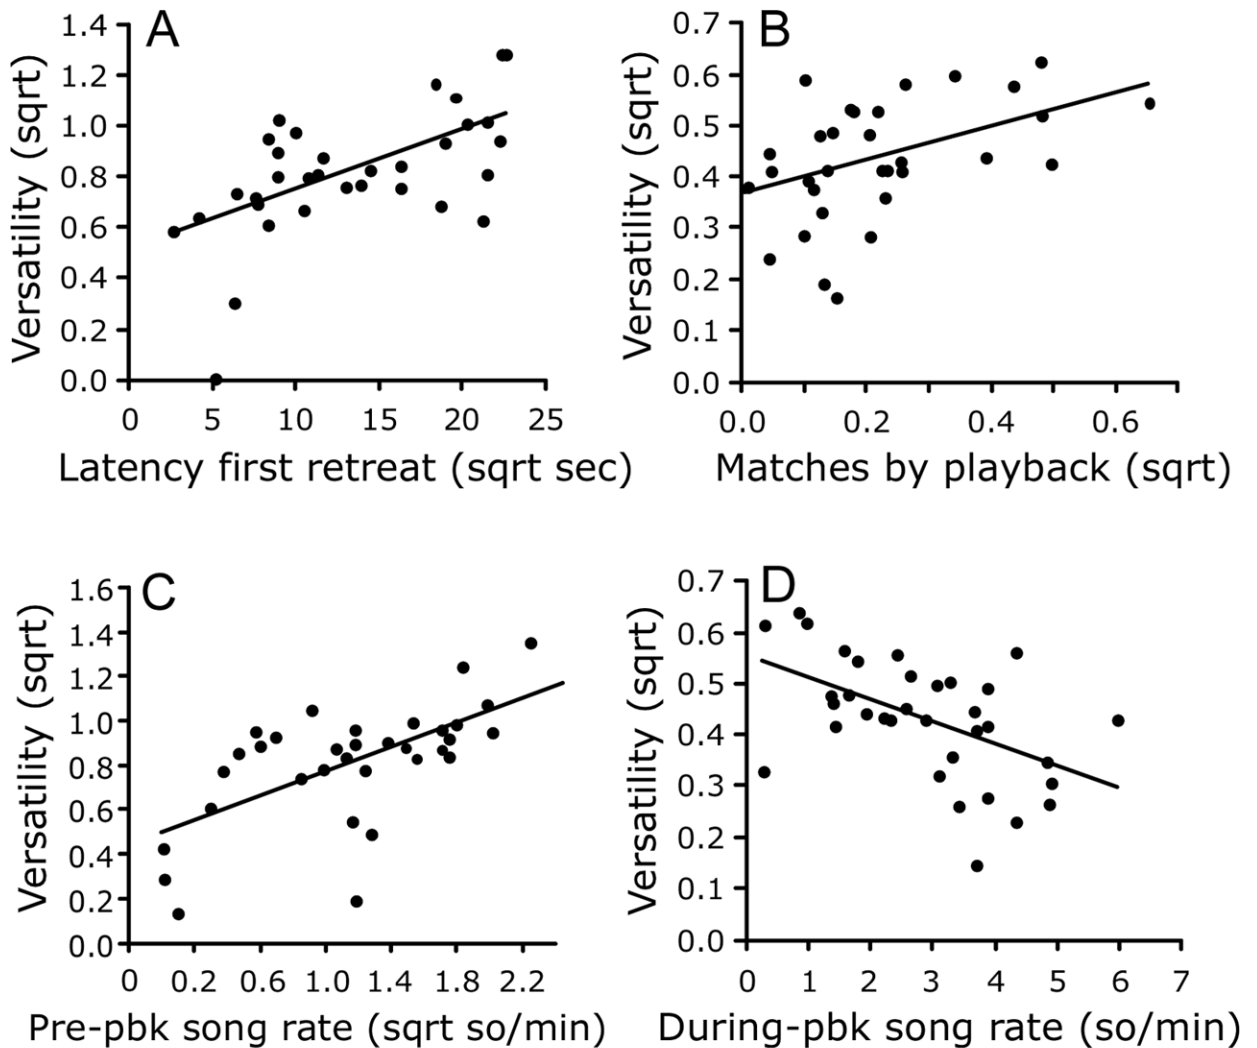 A
Versatility (sqrt)
1.4
1.2
1.0
0.8
0.6
0.4
0.2
0.0
0 5 10 15 20 25
Latency first retreat (sqrt sec)
B
Versatility (sqrt)
0.7
0.6
0.5
0.4
0.3
0.2
0.1
0.0
0.0 0.2 0.4 0.6
Matches by playback (sqrt)
C
Versatility (sqrt)
1.6
1.4
1.2
1.0
0.8
0.6
0.4
0.2
0.0
0 0.2 0.6 1.0 1.4 1.8 2.2
Pre-pbk song rate (sqrt so/min)
D
Versatility (sqrt)
0.7
0.6
0.5
0.4
0.3
0.2
0.1
0.0
0 1 2 3 4 5 6 7
During-pbk song rate (so/min)